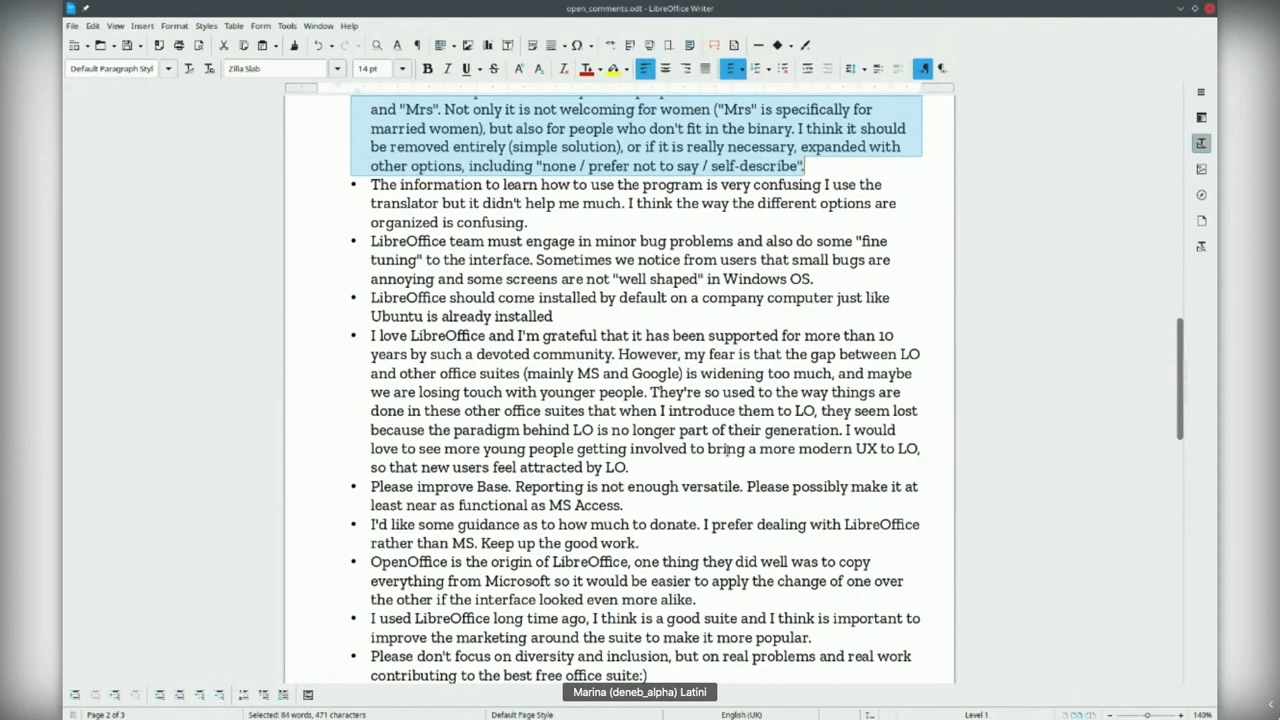 open_comments.odt - LibreOffice Writer
File Edit View Insert Format Styles Table Form Tools Window Help
Default Paragraph Styl Zilla Slab 14 pt
and "Mrs". Not only it is not welcoming for women ("Mrs" is specifically for
married women), but also for people who don't fit in the binary. I think it should
be removed entirely (simple solution), or if it is really necessary, expanded with
other options, including "none / prefer not to say / self-describe".
• The information to learn how to use the program is very confusing I use the
translator but it didn't help me much. I think the way the different options are
organized is confusing.
• LibreOffice team must engage in minor bug problems and also do some "fine
tuning" to the interface. Sometimes we notice from users that small bugs are
annoying and some screens are not "well shaped" in Windows OS.
• LibreOffice should come installed by default on a company computer just like
Ubuntu is already installed
• I love LibreOffice and I'm grateful that it has been supported for more than 10
years by such a devoted community. However, my fear is that the gap between LO
and other office suites (mainly MS and Google) is widening too much, and maybe
we are losing touch with younger people. They're so used to the way things are
done in these other office suites that when I introduce them to LO, they seem lost
because the paradigm behind LO is no longer part of their generation. I would
love to see more young people getting involved to bring a more modern UX to LO,
so that new users feel attracted by LO.
• Please improve Base. Reporting is not enough versatile. Please possibly make it at
least near as functional as MS Access.
• I'd like some guidance as to how much to donate. I prefer dealing with LibreOffice
rather than MS. Keep up the good work.
• OpenOffice is the origin of LibreOffice, one thing they did well was to copy
everything from Microsoft so it would be easier to apply the change of one over
the other if the interface looked even more alike.
• I used LibreOffice long time ago, I think is a good suite and I think is important to
improve the marketing around the suite to make it more popular.
• Please don't focus on diversity and inclusion, but on real problems and real work
contributing to the best free office suite:)
Marina (deneb_alpha) Latini
Page 2 of 3 Selected: 84 words, 471 characters Default Page Style English (UK) Level 1 140%